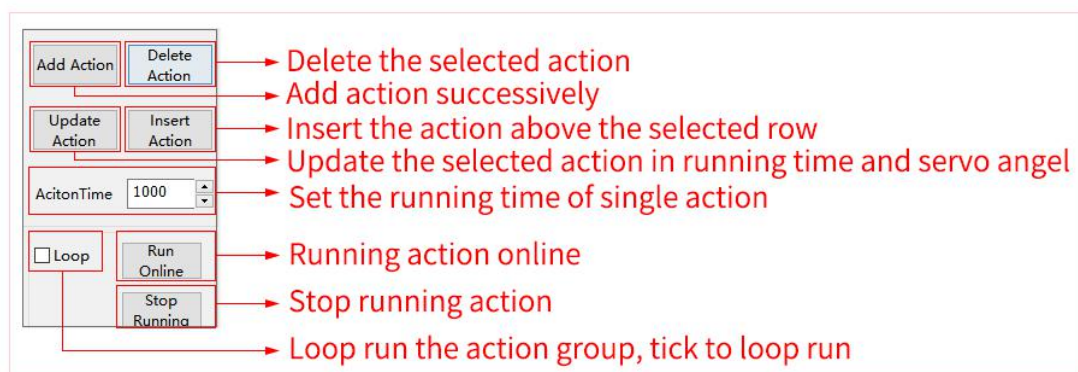 Add Action
Delete
Action
Delete the selected action
Add action successively
Update
Action
Insert
Action
Insert the action above the selected row
Update the selected action in running time and servo angel
AcitonTime
1000
Set the running time of single action
Loop
Run
Online
Running action online
Stop
Running
Stop running action
Loop run the action group, tick to loop run